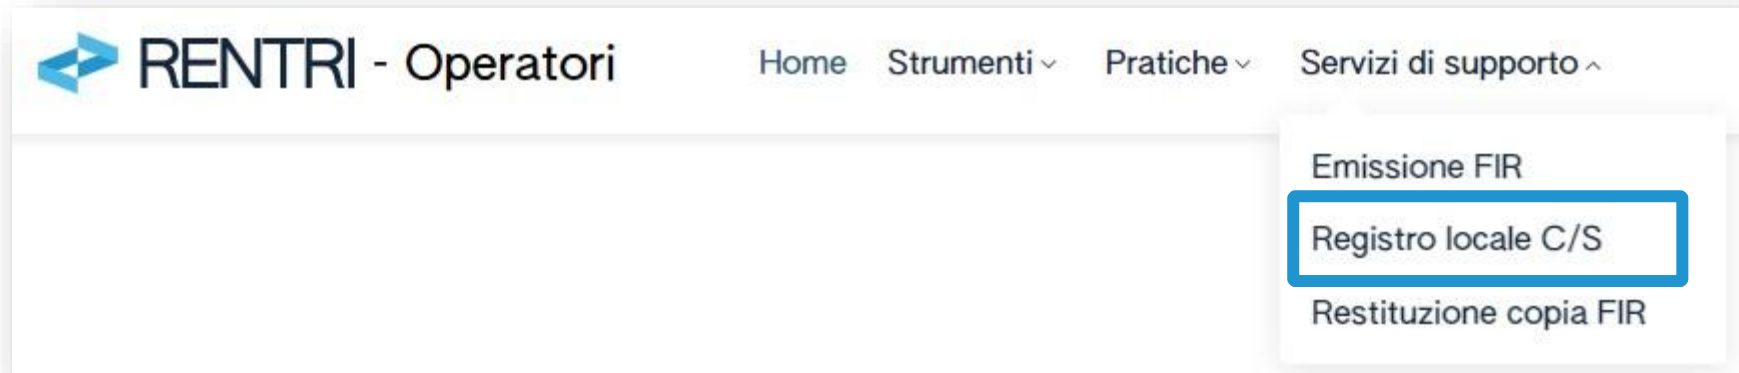 RENTRI - Operatori Home Strumenti Pratiche Servizi di supporto
Emissione FIR
Registro locale C/S
Restituzione copia FIR